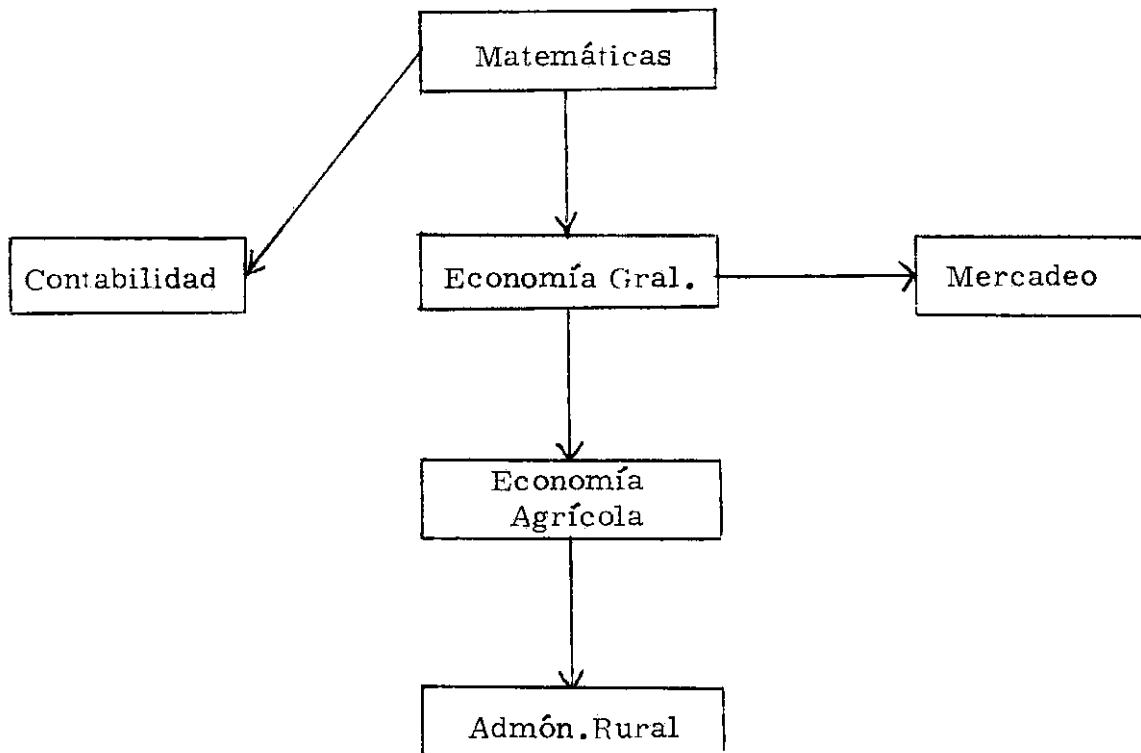 Matemáticas
Contabilidad
Economía Gral.
Mercadeo
Economía
Agrícola
Admón.Rural